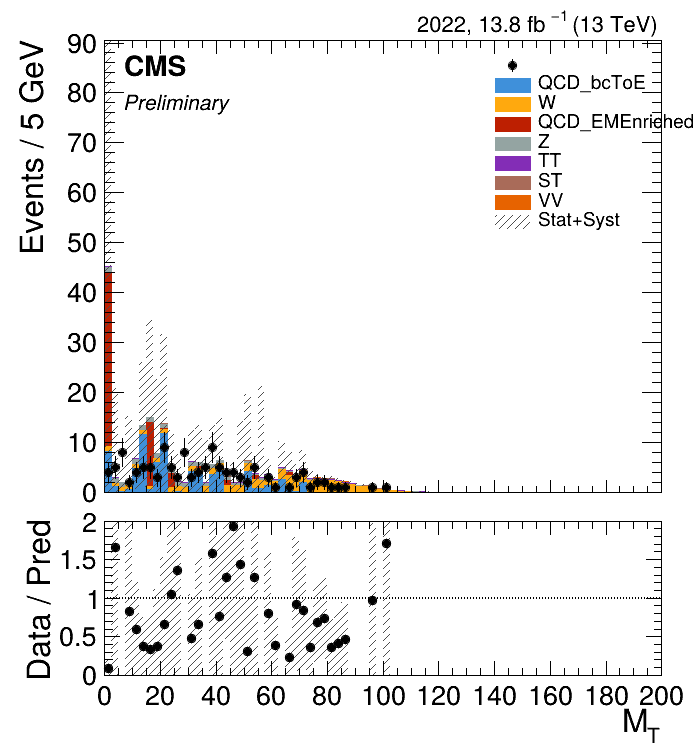 2022, 13.8 fb⁻¹ (13 TeV)
CMS
Preliminary
QCD_bcToE
W
QCD_EMEnriched
Z
TT
ST
VV
Stat+Syst
Events / 5 GeV
90
80
70
60
50
40
30
20
10
0
Data / Pred
2
1.5
1
0.5
0
0 20 40 60 80 100 120 140 160 180 200
M_T